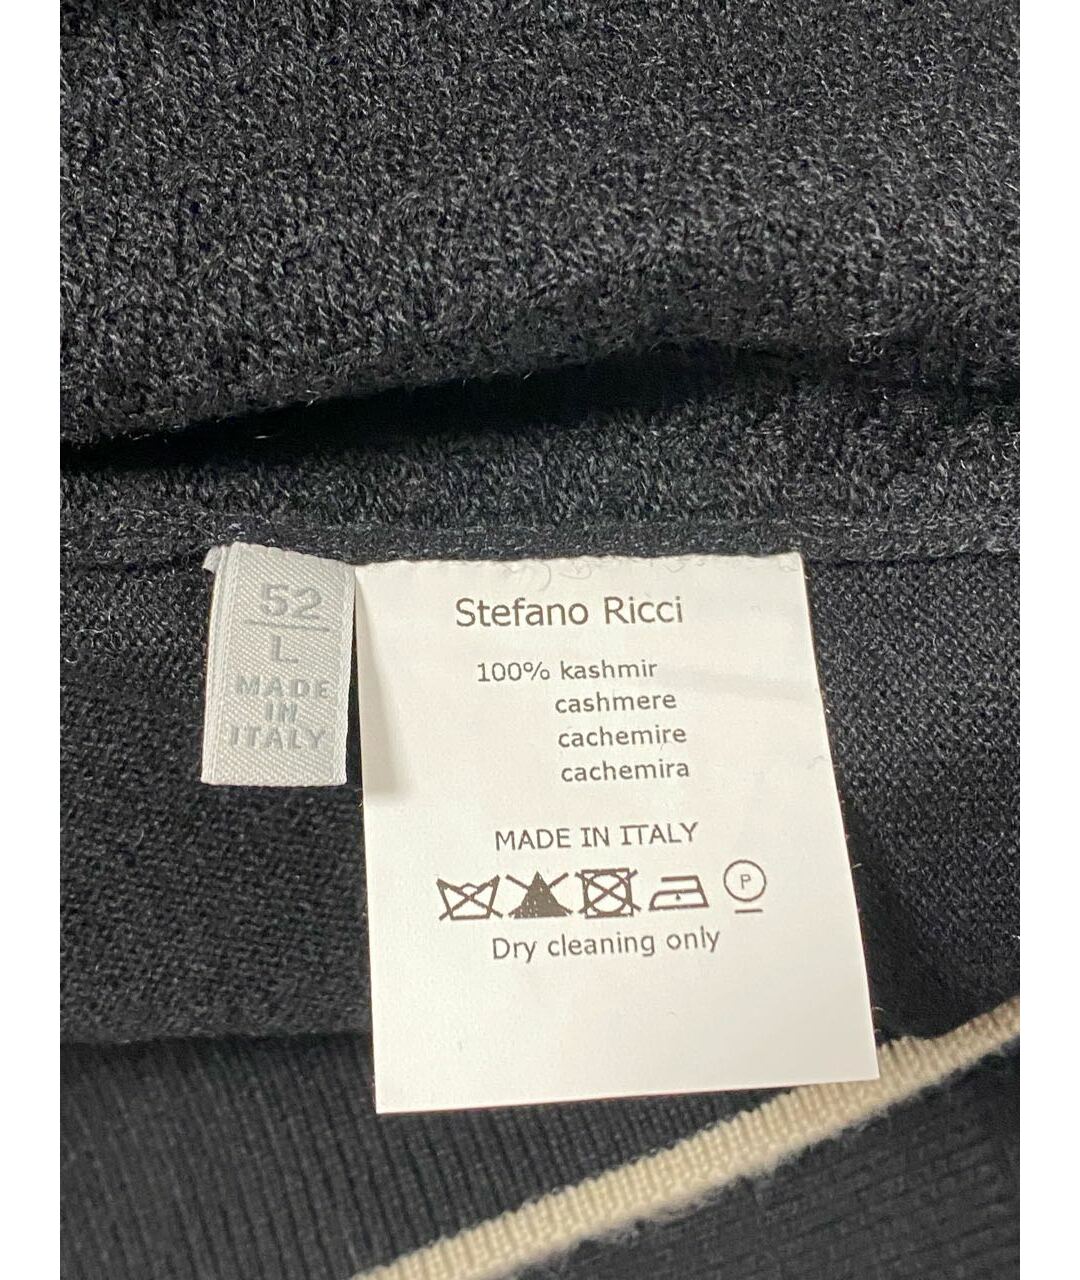 52
L
MADE
IN
ITALY
Stefano Ricci
100% kashmir
cashmere
cachemire
cachemira
MADE IN ITALY
P
Dry cleaning only